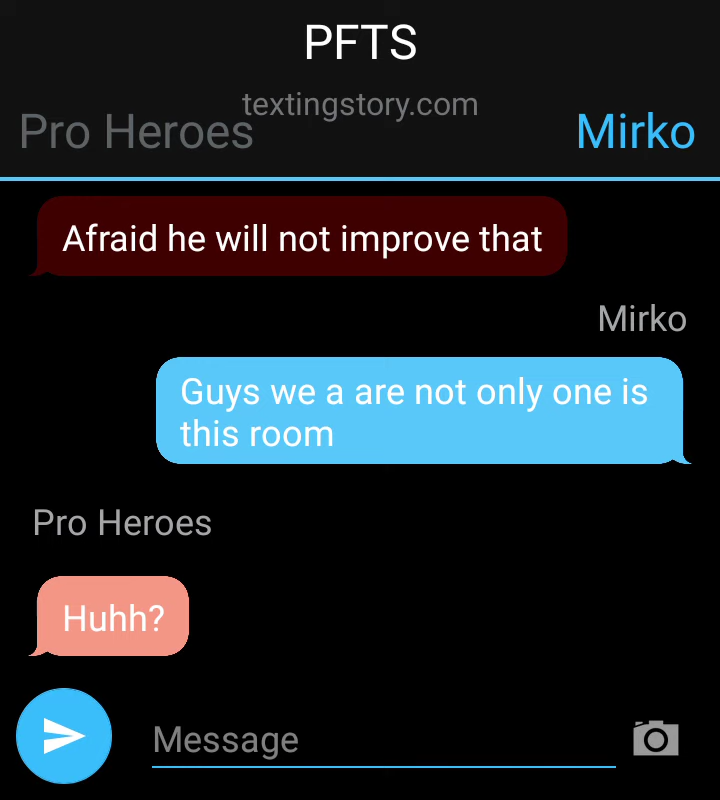 PFTS
textingstory.com
Pro Heroes
Mirko
Afraid he will not improve that
Mirko
Guys we a are not only one is
this room
Pro Heroes
Huhh?
Message